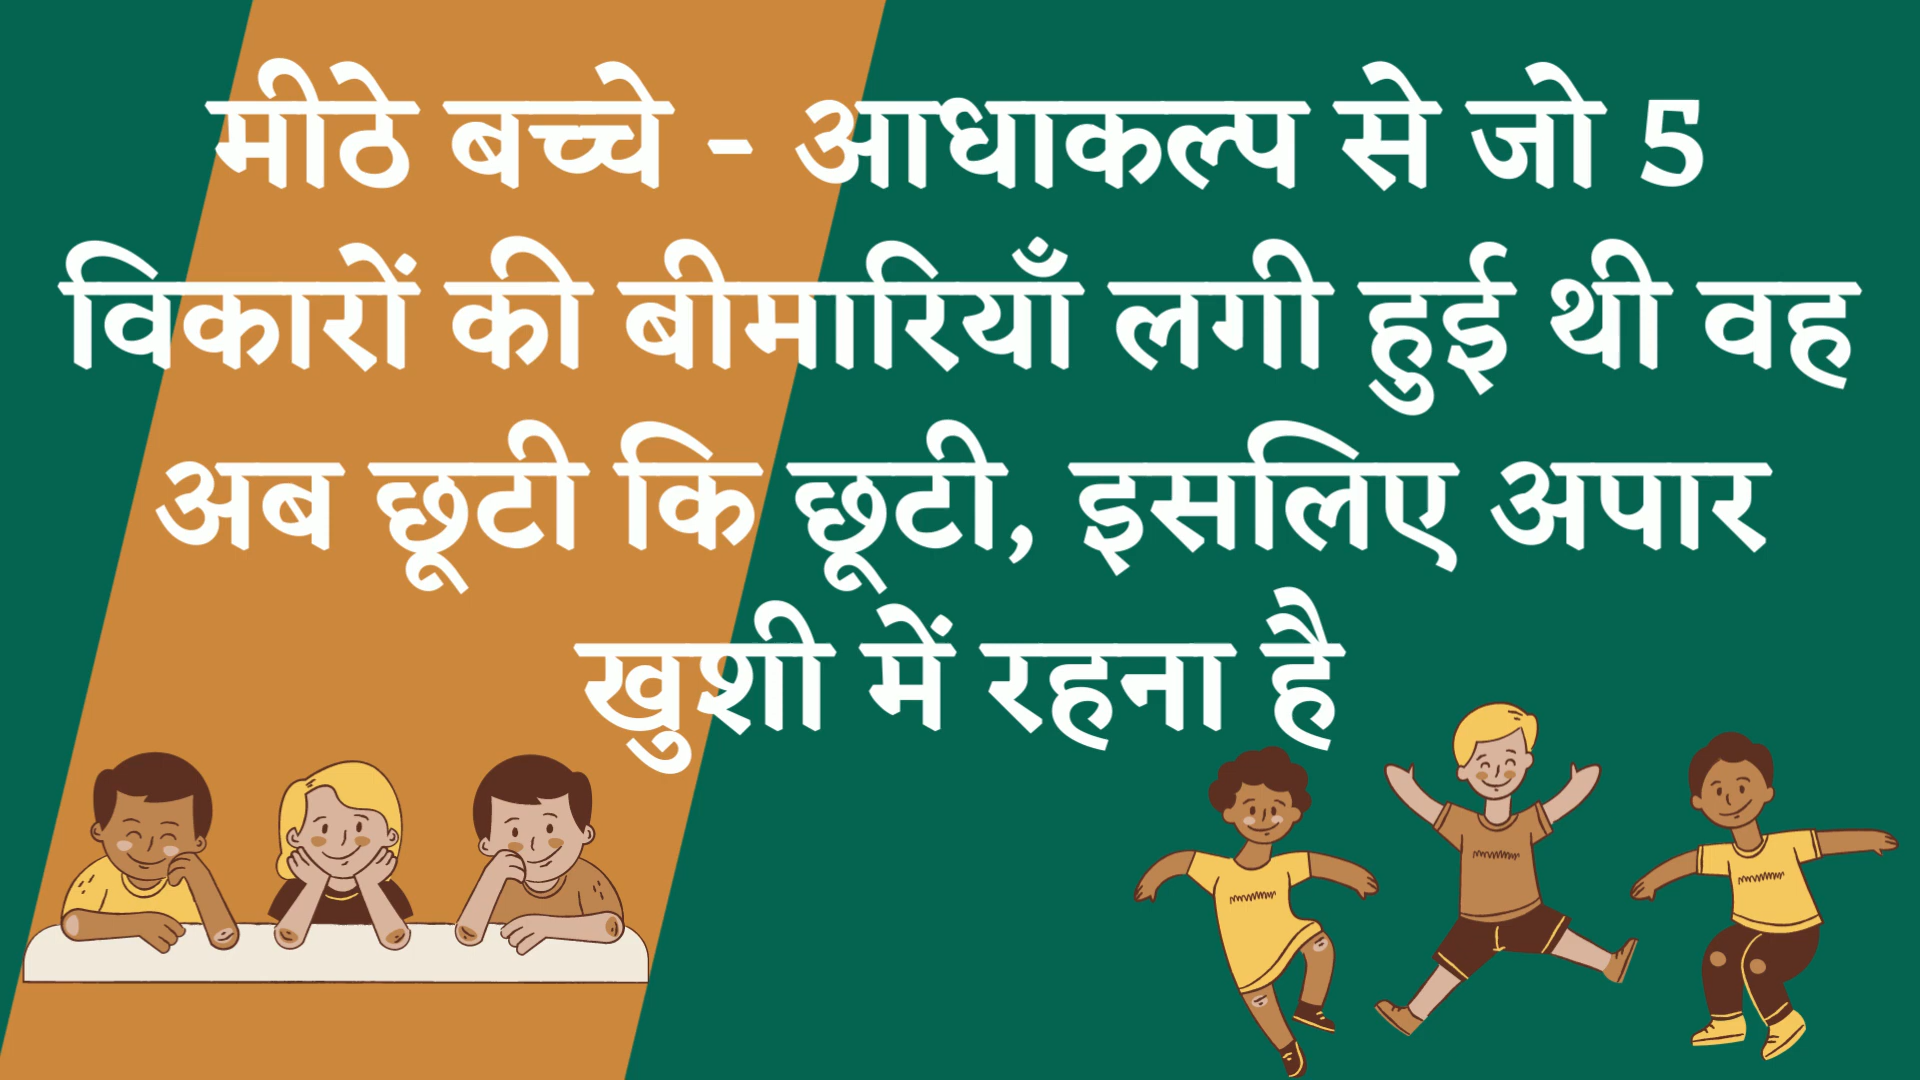 मीठे बच्चे - आधाकल्प से जो 5
विकारों की बीमारियाँ लगी हुई थी वह
अब छूटी कि छूटी, इसलिए अपार
खुशी में रहना है